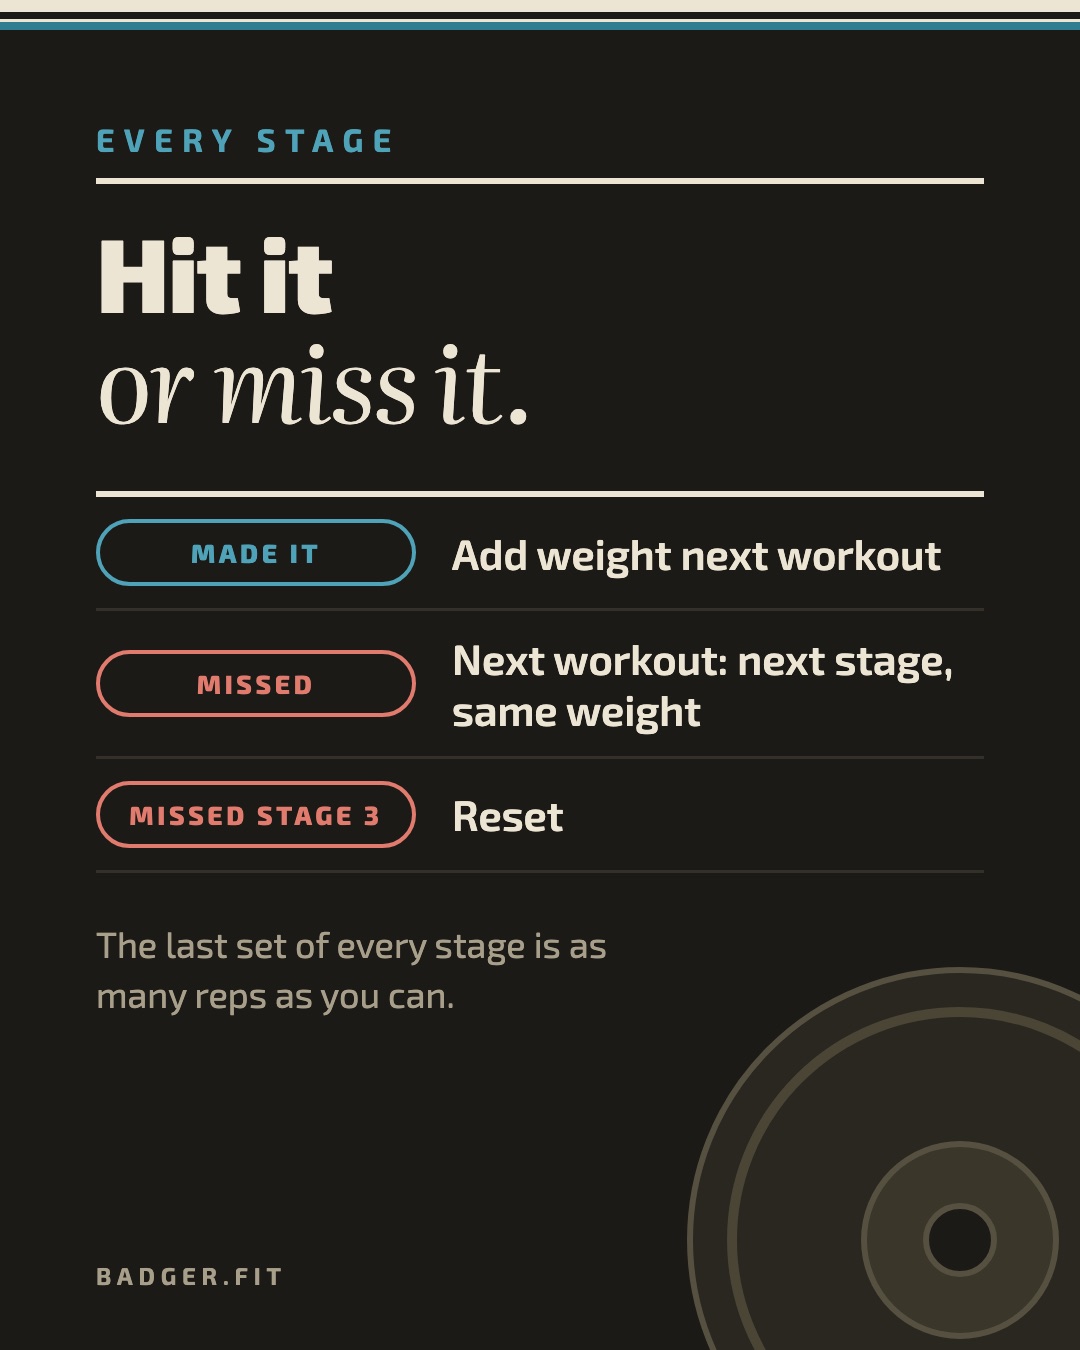 EVERY STAGE
Hit it
or miss it.
MADE IT
Add weight next workout
MISSED
Next workout: next stage,
same weight
MISSED STAGE 3
Reset
The last set of every stage is as
many reps as you can.
BADGER.FIT